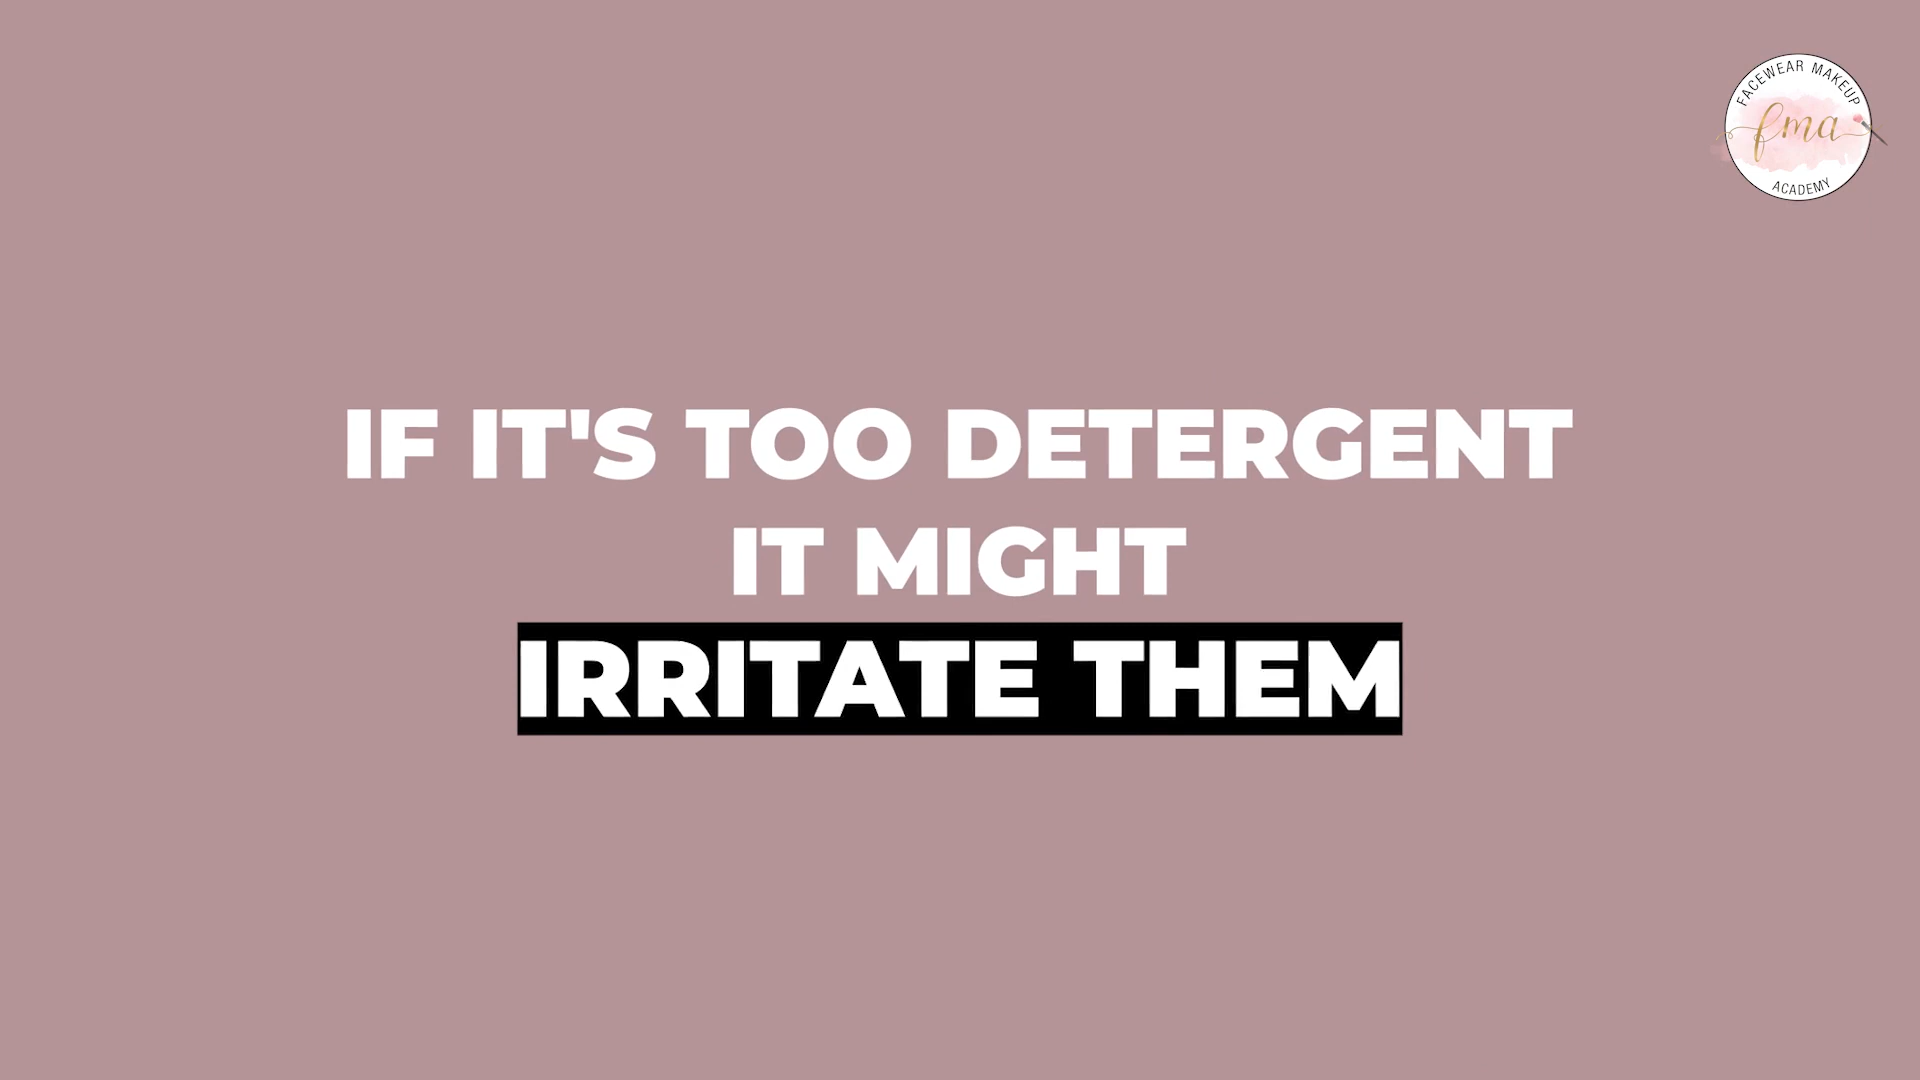 FACEWEAR MAKEUP
fma
ACADEMY
IF IT'S TOO DETERGENT
IT MIGHT
IRRITATE THEM